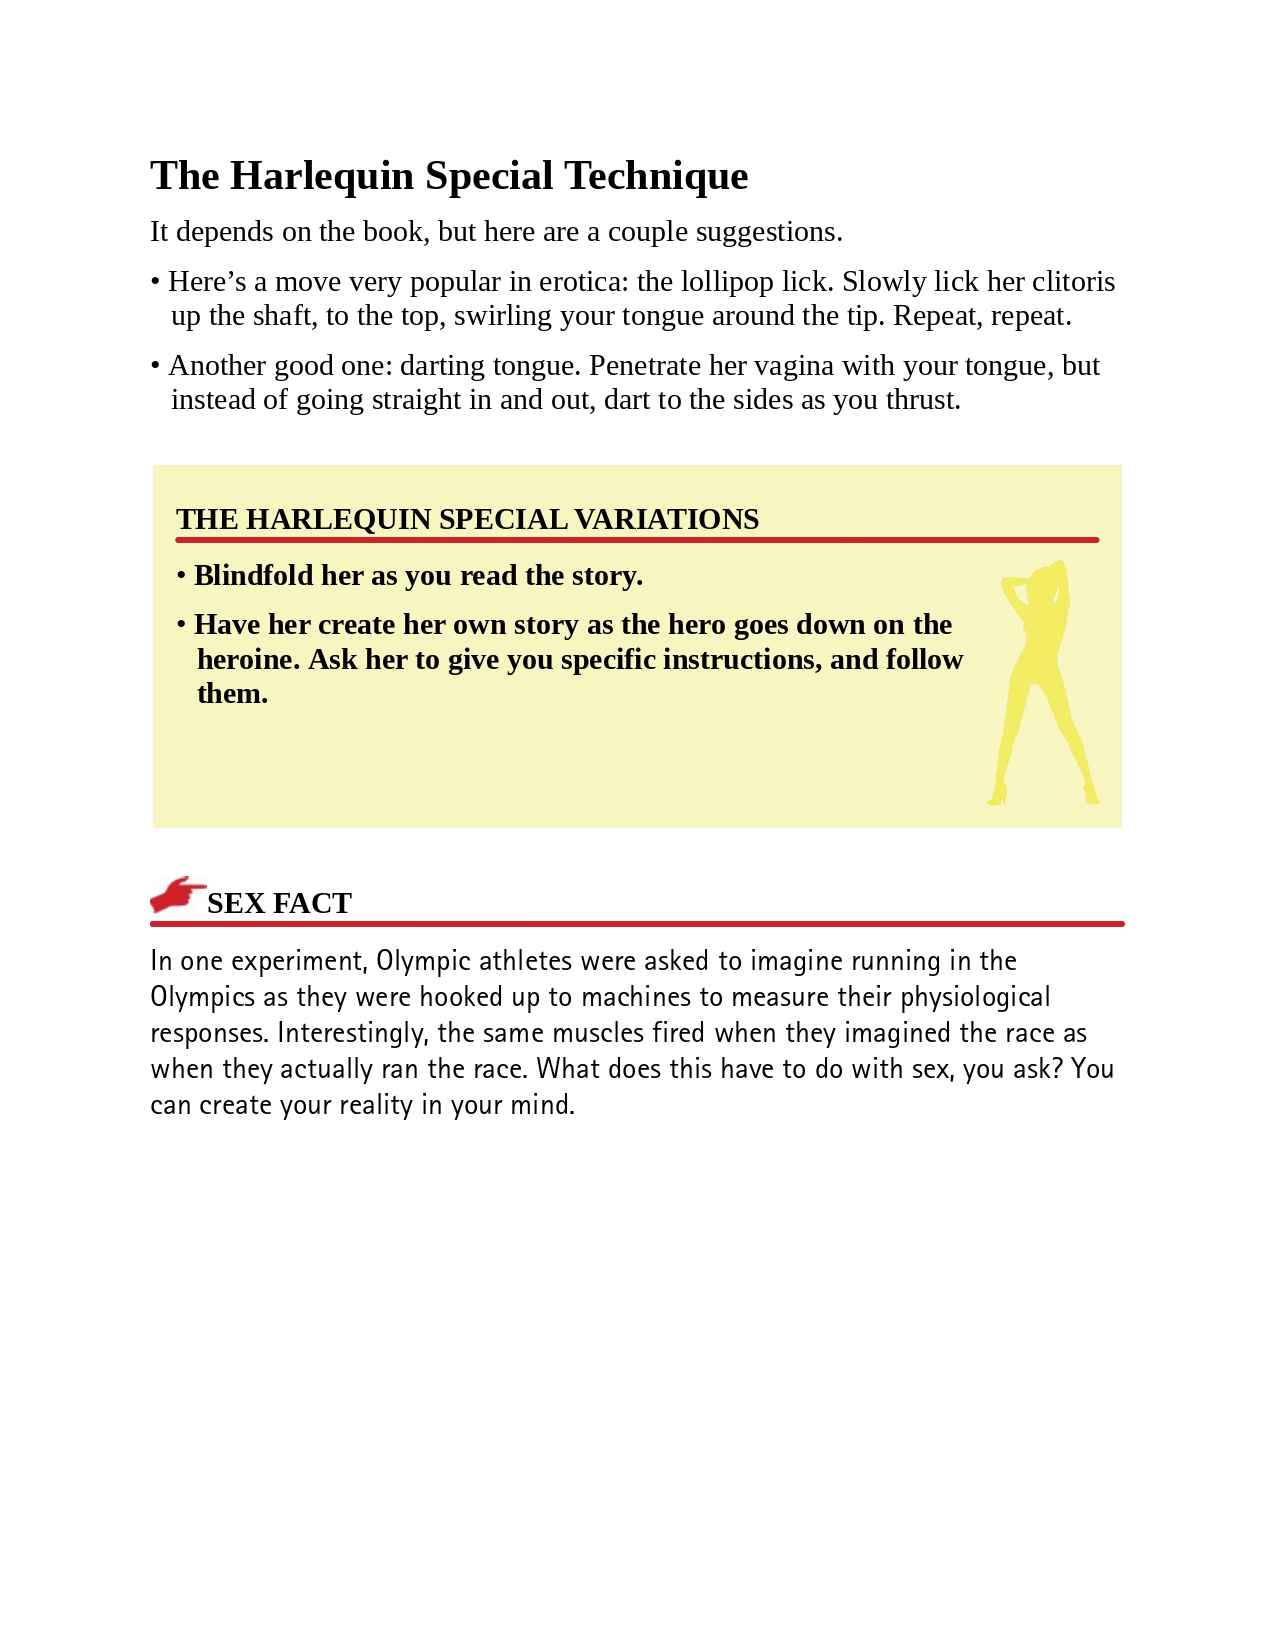 The Harlequin Special Technique
It depends on the book, but here are a couple suggestions.
• Here’s a move very popular in erotica: the lollipop lick. Slowly lick her clitoris
up the shaft, to the top, swirling your tongue around the tip. Repeat, repeat.
• Another good one: darting tongue. Penetrate her vagina with your tongue, but
instead of going straight in and out, dart to the sides as you thrust.
THE HARLEQUIN SPECIAL VARIATIONS
• Blindfold her as you read the story.
• Have her create her own story as the hero goes down on the
heroine. Ask her to give you specific instructions, and follow
them.
SEX FACT
In one experiment, Olympic athletes were asked to imagine running in the
Olympics as they were hooked up to machines to measure their physiological
responses. Interestingly, the same muscles fired when they imagined the race as
when they actually ran the race. What does this have to do with sex, you ask? You
can create your reality in your mind.